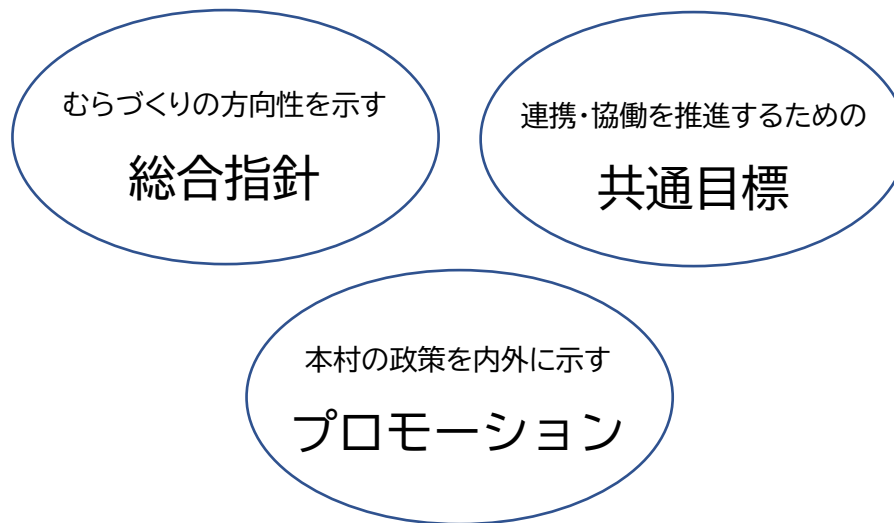 むらづくりの方向性を示す
総合指針
連携・協働を推進するための
共通目標
本村の政策を内外に示す
プロモーション